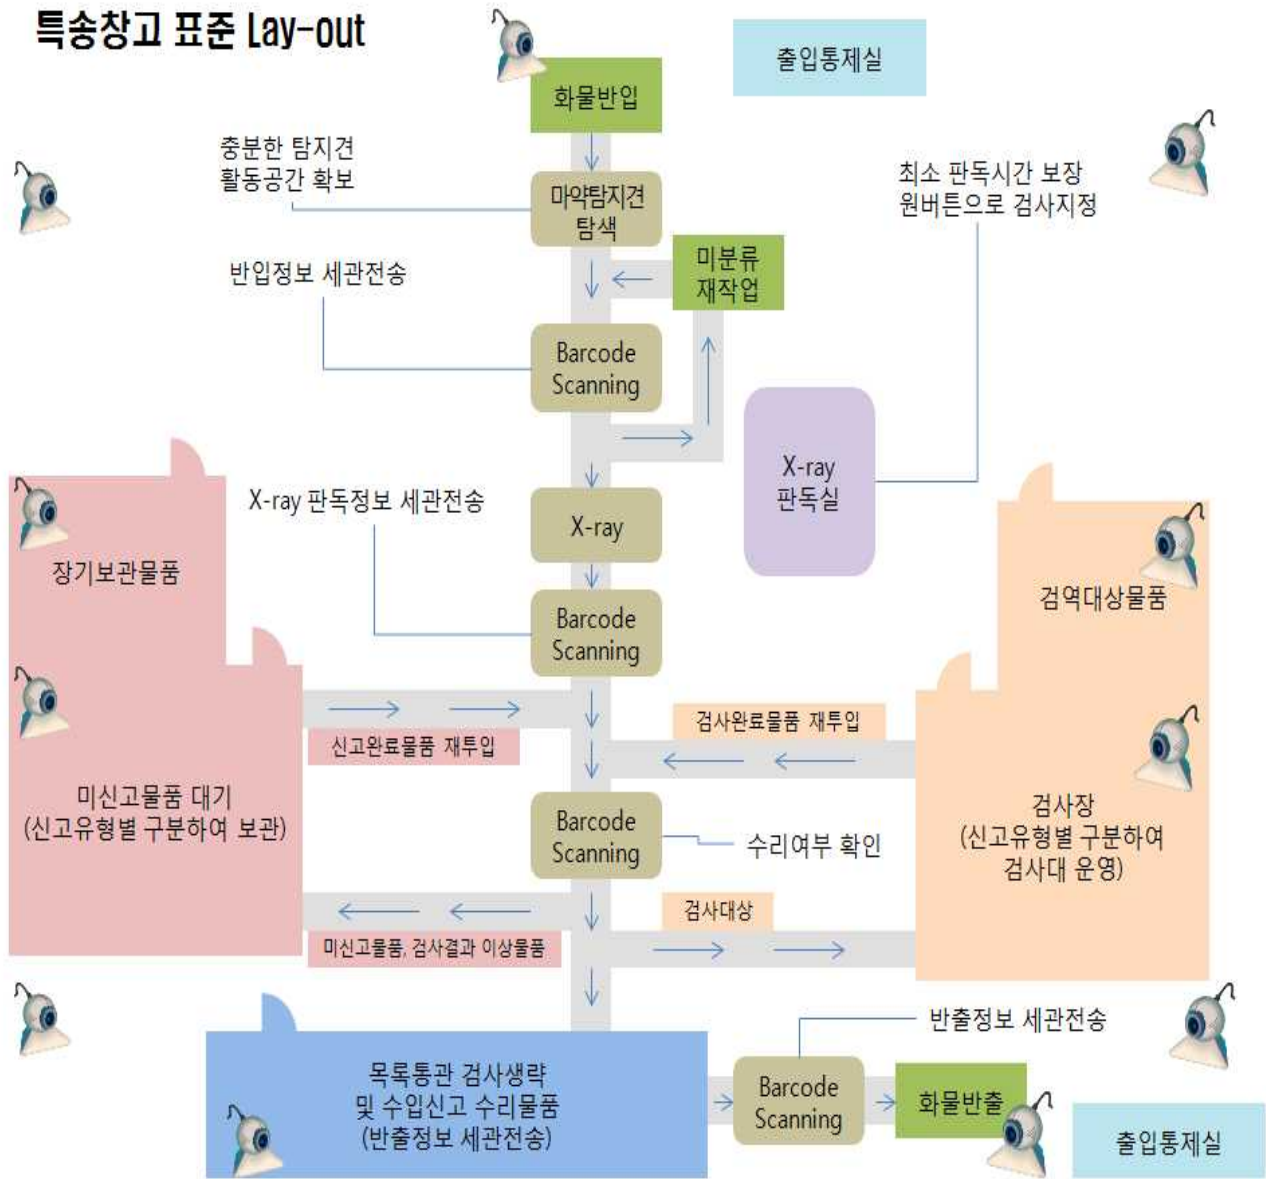 특송창고 표준 Lay-out
출입통제실
화물반입
충분한 탐지견
활동공간 확보
마약탐지견
탐색
최소 판독시간 보장
원버튼으로 검사지정
반입정보 세관전송
미분류
재작업
Barcode
Scanning
X-ray
판독실
X-ray 판독정보 세관전송
X-ray
장기보관물품
검역대상물품
Barcode
Scanning
신고완료물품 재투입
검사완료물품 재투입
미신고물품 대기
(신고유형별 구분하여 보관)
Barcode
Scanning
수리여부 확인
검사장
(신고유형별 구분하여
검사대 운영)
검사대상
미신고물품, 검사결과 이상물품
반출정보 세관전송
목록통관 검사생략
및 수입신고 수리물품
(반출정보 세관전송)
Barcode
Scanning
화물반출
출입통제실